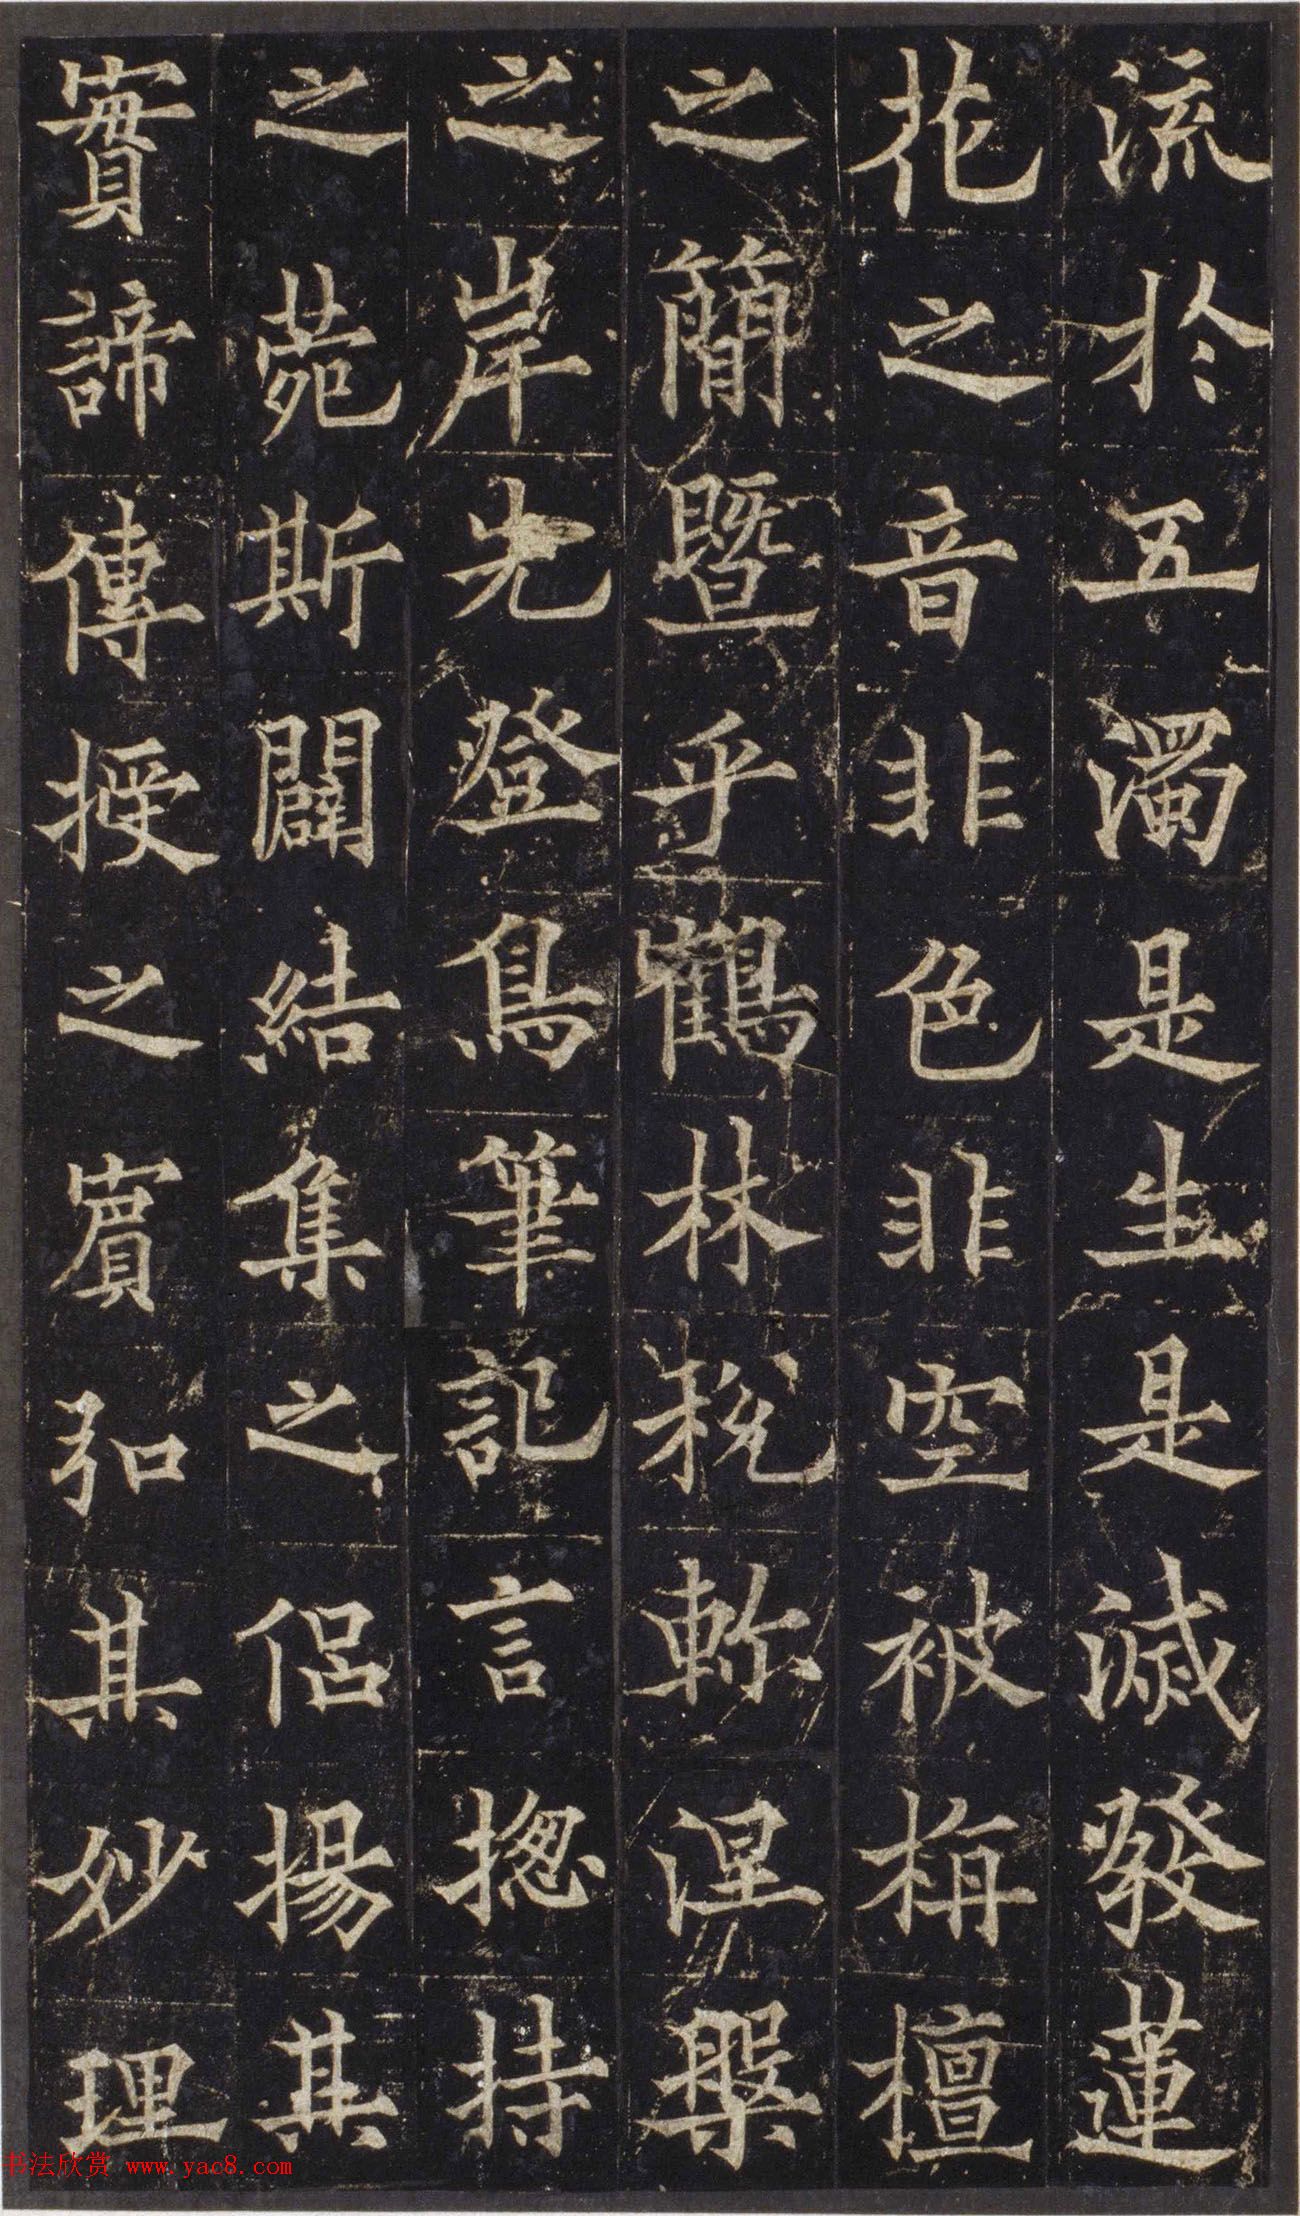 流於五濁是生是滅發蓮
花之音非色非空被栴檀
之簡暨乎鶴林稅軫涅槃
之岸先登鳥筆記言揔持
之菀斯闢結集之侶揚其
實諦傳授之賓弘其妙理
书法欣赏 www.yac8.com